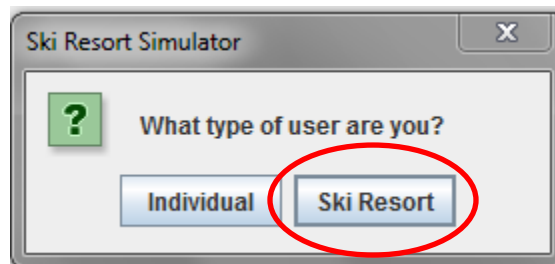 Ski Resort Simulator
What type of user are you?
Individual Ski Resort